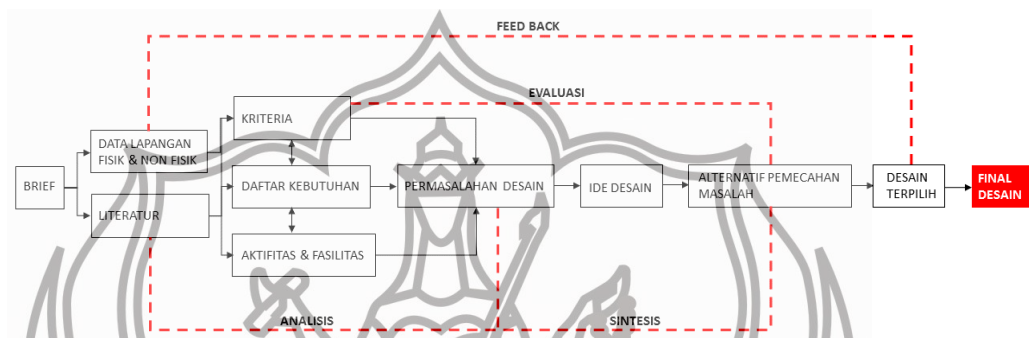 FEED BACK
EVALUASI
KRITERIA
DATA LAPANGAN
FISIK & NON FISIK
BRIEF
DAFTAR KEBUTUHAN
PERMASALAHAN DESAIN
IDE DESAIN
ALTERNATIF PEMECAHAN
MASALAH
DESAIN
TERPILIH
FINAL
DESAIN
LITERATUR
AKTIFITAS & FASILITAS
ANALISIS
SINTESIS